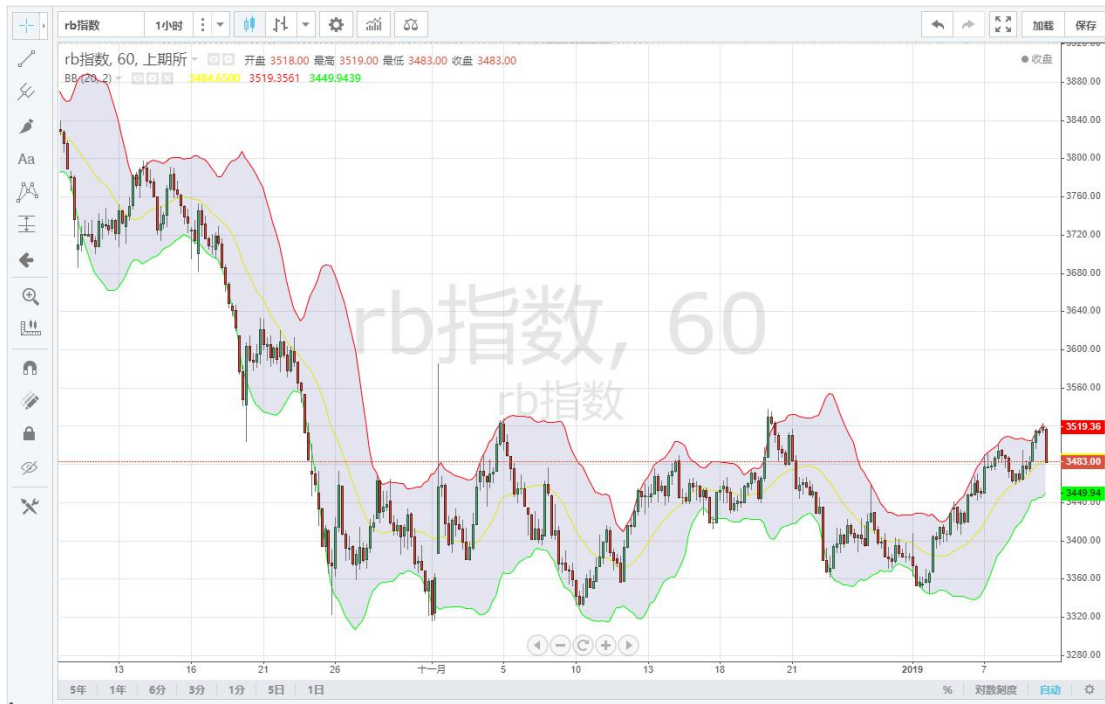 rb指数 1小时 加载 保存
rb指数, 60, 上期所 开盘 3518.00 最高 3519.00 最低 3483.00 收盘 3483.00
收盘
BB (20, 2) 3484.6500 3519.3561 3449.9439
Aa
rb指数, 60
rb指数
3880.00
3840.00
3800.00
3760.00
3720.00
3680.00
3640.00
3600.00
3560.00
3519.36
3483.00
3449.94
3440.00
3400.00
3360.00
3320.00
3280.00
13 16 21 26 十一月 5 10 13 18 21 2019 7
5年 1年 6分 3分 1分 5日 1日 % 对数刻度 自动